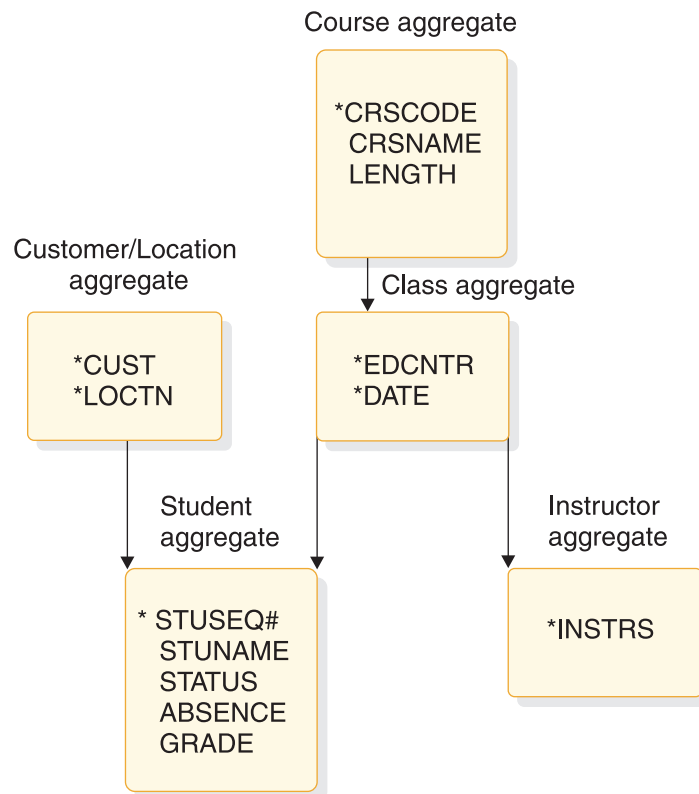 Course aggregate
*CRSCODE
CRSNAME
LENGTH
Customer/Location
aggregate
Class aggregate
*CUST
*LOCTN
*EDCNTR
*DATE
Student
aggregate
Instructor
aggregate
* STUSEQ#
STUNAME
STATUS
ABSENCE
GRADE
*INSTRS